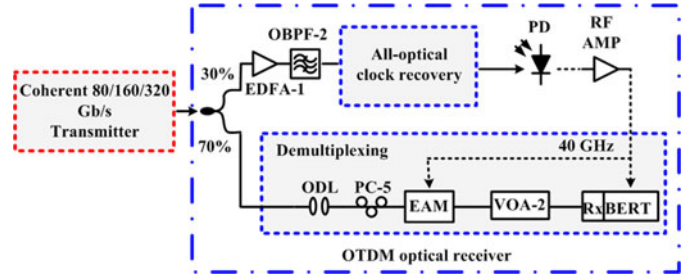 Coherent 80/160/320
Gb/s
Transmitter
30%
70%
EDFA-1
OBPF-2
All-optical
clock recovery
PD
RF
AMP
Demultiplexing
40 GHz
ODL
PC-5
EAM
VOA-2
Rx
BERT
OTDM optical receiver